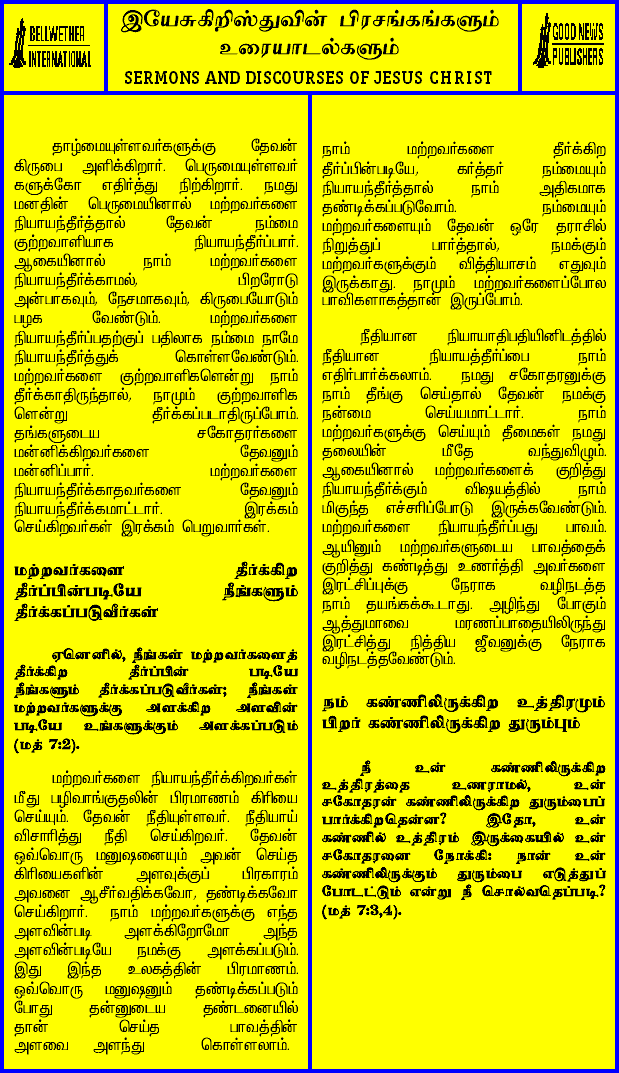 BELLWETHER
INTERNATIONAL
இயேசுகிறிஸ்துவின் பிரசங்கங்களும்
உரையாடல்களும்
SERMONS AND DISCOURSES OF JESUS CHRIST
GOOD NEWS
PUBLISHERS
தாழ்மையுள்ளவர்களுக்கு தேவன்
கிருபை அளிக்கிறார். பெருமையுள்ளவர்
களுக்கோ எதிர்த்து நிற்கிறார். நமது
மனதின் பெருமையினால் மற்றவர்களை
நியாயந்தீர்த்தால் தேவன் நம்மை
குற்றவாளியாக நியாயந்தீர்ப்பார்.
ஆகையினால் நாம் மற்றவர்களை
நியாயந்தீர்க்காமல், பிறரோடு
அன்பாகவும், நேசமாகவும், கிருபையோடும்
பழக வேண்டும். மற்றவர்களை
நியாயந்தீர்ப்பதற்குப் பதிலாக நம்மை நாமே
நியாயந்தீர்த்துக் கொள்ளவேண்டும்.
மற்றவர்களை குற்றவாளிகளென்று நாம்
தீர்க்காதிருந்தால், நாமும் குற்றவாளிக
ளென்று தீர்க்கப்படாதிருப்போம்.
தங்களுடைய சகோதரர்களை
மன்னிக்கிறவர்களை தேவனும்
மன்னிப்பார். மற்றவர்களை
நியாயந்தீர்க்காதவர்களை தேவனும்
நியாயந்தீர்க்கமாட்டார். இரக்கம்
செய்கிறவர்கள் இரக்கம் பெறுவார்கள்.
மற்றவர்களை தீர்க்கிற
தீர்ப்பின்படியே நீங்களும்
தீர்க்கப்படுவீர்கள்
ஏனெனில், நீங்கள் மற்றவர்களைத்
தீர்க்கிற தீர்ப்பின் படியே
நீங்களும் தீர்க்கப்படுவீர்கள்; நீங்கள்
மற்றவர்களுக்கு அளக்கிற அளவின்
படியே உங்களுக்கும் அளக்கப்படும்
(மத் 7:2).
மற்றவர்களை நியாயந்தீர்க்கிறவர்கள்
மீது பழிவாங்குதலின் பிரமாணம் கிரியை
செய்யும். தேவன் நீதியுள்ளவர். நீதியாய்
விசாரித்து நீதி செய்கிறவர். தேவன்
ஒவ்வொரு மனுஷனையும் அவன் செய்த
கிரியைகளின் அளவுக்குப் பிரகாரம்
அவனை ஆசீர்வதிக்கவோ, தண்டிக்கவோ
செய்கிறார். நாம் மற்றவர்களுக்கு எந்த
அளவின்படி அளக்கிறோமோ அந்த
அளவின்படியே நமக்கு அளக்கப்படும்.
இது இந்த உலகத்தின் பிரமாணம்.
ஒவ்வொரு மனுஷனும் தண்டிக்கப்படும்
போது தன்னுடைய தண்டனையில்
தான் செய்த பாவத்தின்
அளவை அளந்து கொள்ளலாம்.
நாம் மற்றவர்களை தீர்க்கிற
தீர்ப்பின்படியே, கர்த்தர் நம்மையும்
நியாயந்தீர்த்தால் நாம் அதிகமாக
தண்டிக்கப்படுவோம். நம்மையும்
மற்றவர்களையும் தேவன் ஒரே தராசில்
நிறுத்துப் பார்த்தால், நமக்கும்
மற்றவர்களுக்கும் வித்தியாசம் எதுவும்
இருக்காது. நாமும் மற்றவர்களைப்போல
பாவிகளாகத்தான் இருப்போம்.
நீதியான நியாயாதிபதியினிடத்தில்
நீதியான நியாயத்தீர்ப்பை நாம்
எதிர்பார்க்கலாம். நமது சகோதரனுக்கு
நாம் தீங்கு செய்தால் தேவன் நமக்கு
நன்மை செய்யமாட்டார். நாம்
மற்றவர்களுக்கு செய்யும் தீமைகள் நமது
தலையின் மீதே வந்துவிழும்.
ஆகையினால் மற்றவர்களைக் குறித்து
நியாயந்தீர்க்கும் விஷயத்தில் நாம்
மிகுந்த எச்சரிப்போடு இருக்கவேண்டும்.
மற்றவர்களை நியாயந்தீர்ப்பது பாவம்.
ஆயினும் மற்றவர்களுடைய பாவத்தைக்
குறித்து கண்டித்து உணர்த்தி அவர்களை
இரட்சிப்புக்கு நேராக வழிநடத்த
நாம் தயங்கக்கூடாது. அழிந்து போகும்
ஆத்துமாவை மரணப்பாதையிலிருந்து
இரட்சித்து நித்திய ஜீவனுக்கு நேராக
வழிநடத்தவேண்டும்.
நம் கண்ணிலிருக்கிற உத்திரமும்
பிறர் கண்ணிலிருக்கிற துரும்பும்
நீ உன் கண்ணிலிருக்கிற
உத்திரத்தை உணராமல், உன்
சகோதரன் கண்ணிலிருக்கிற துரும்பைப்
பார்க்கிறதென்ன? இதோ, உன்
கண்ணில் உத்திரம் இருக்கையில் உன்
சகோதரனை நோக்கி: நான் உன்
கண்ணிலிருக்கும் துரும்பை எடுத்துப்
போடட்டும் என்று நீ சொல்வதெப்படி?
(மத் 7:3,4).